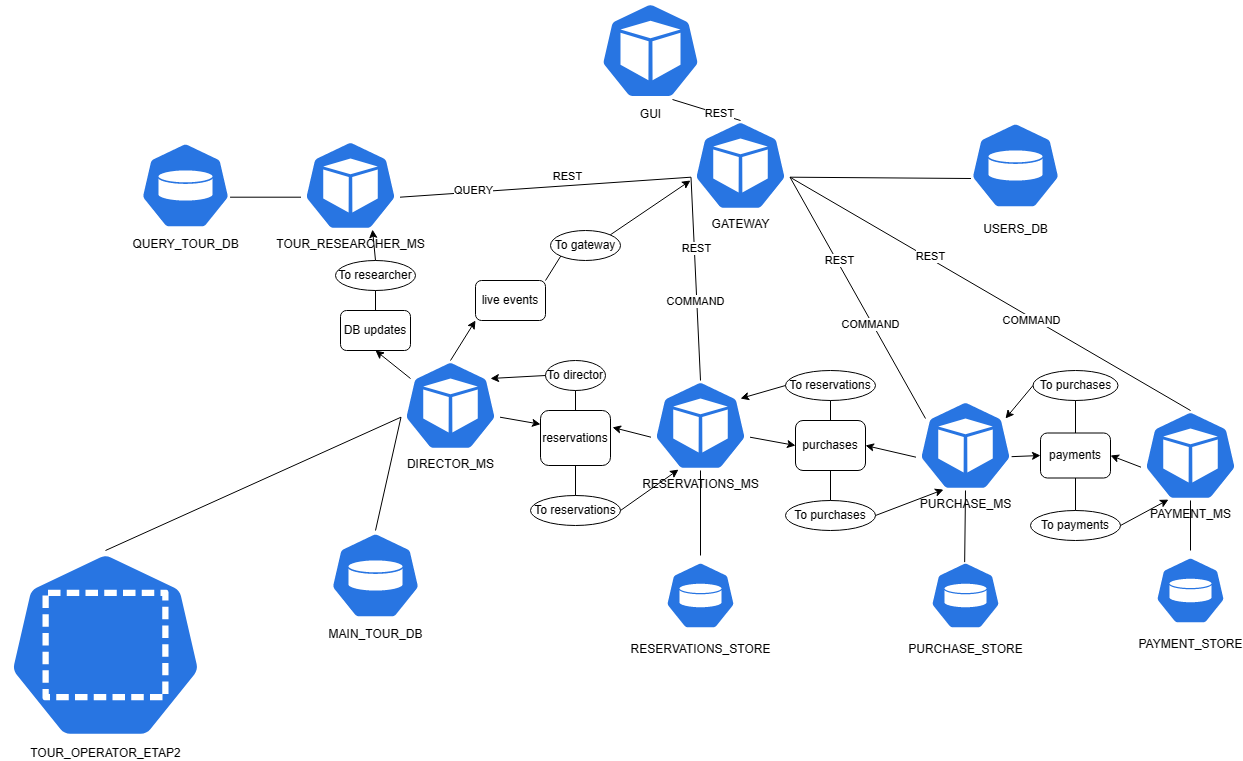 GUI
REST
GATEWAY
USERS_DB
QUERY_TOUR_DB
TOUR_RESEARCHER_MS
QUERY
REST
To gateway
To researcher
live events
DB updates
REST
COMMAND
REST
COMMAND
REST
COMMAND
DIRECTOR_MS
To director
reservations
To reservations
RESERVATIONS_MS
To reservations
purchases
To purchases
PURCHASE_MS
To purchases
payments
To payments
PAYMENT_MS
MAIN_TOUR_DB
RESERVATIONS_STORE
PURCHASE_STORE
PAYMENT_STORE
TOUR_OPERATOR_ETAP2